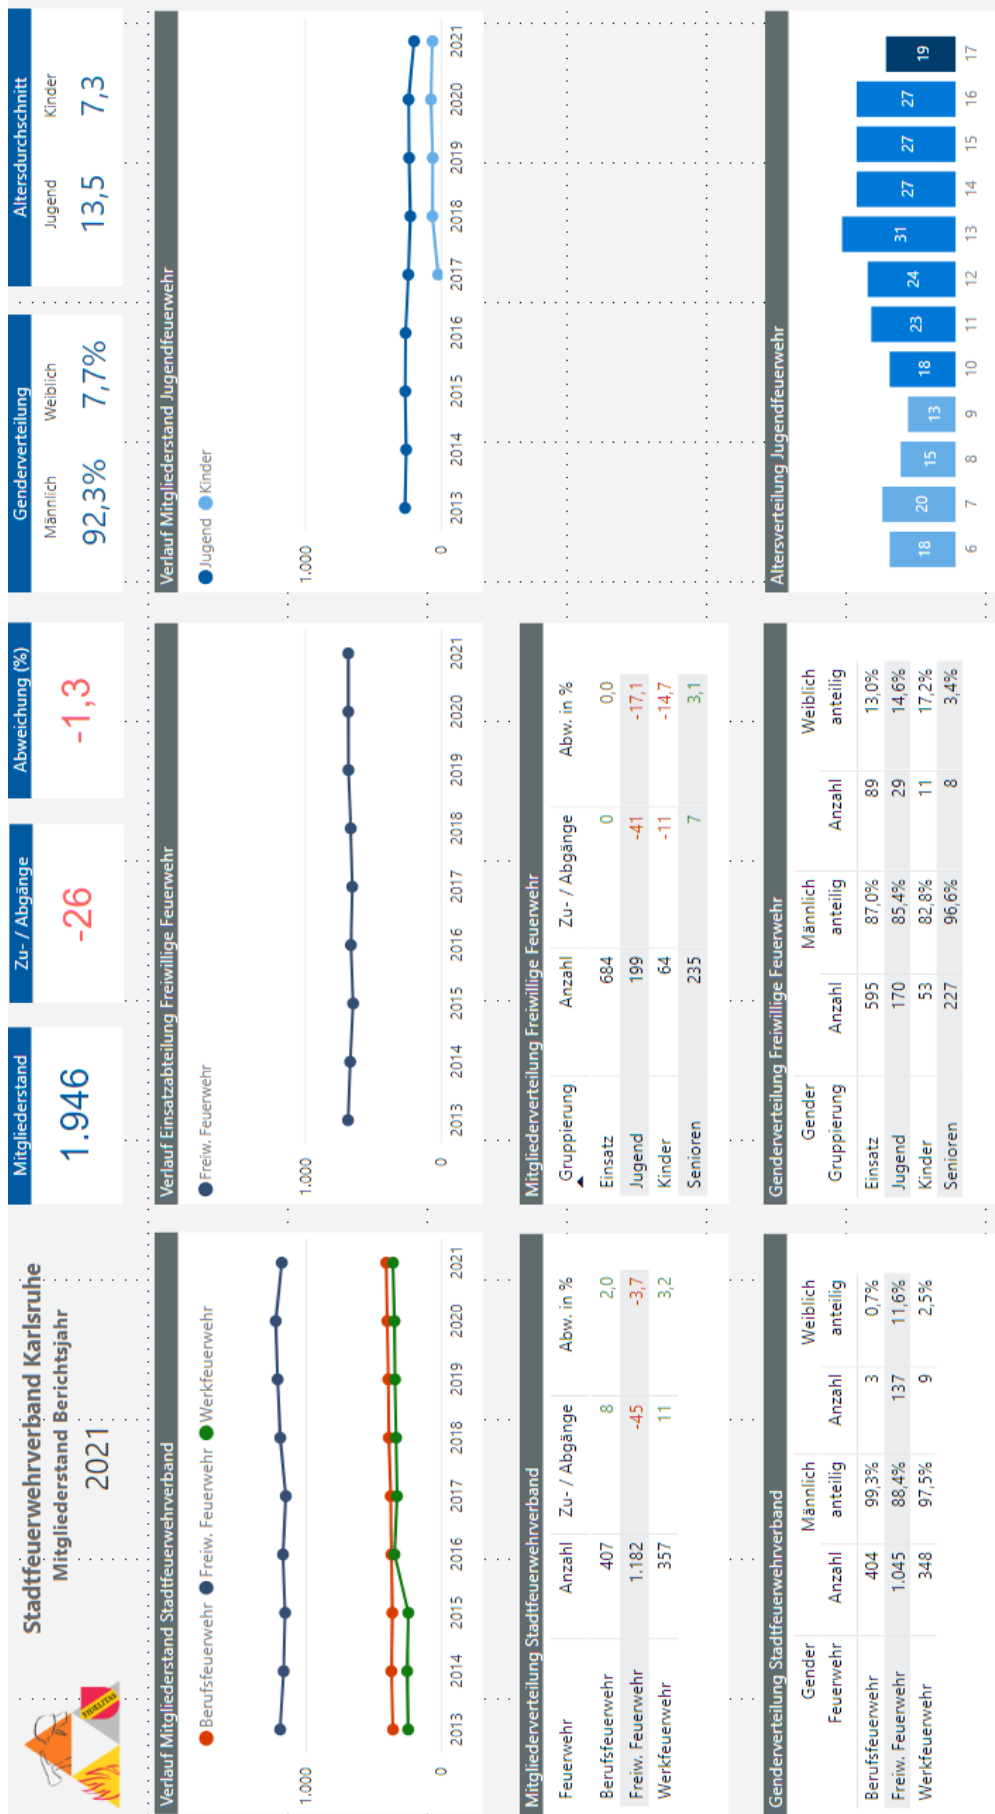 FIDELITAS
Stadtfeuerwehrverband Karlsruhe
Mitgliederstand Berichtsjahr
2021
Mitgliederstand
1.946
Zu- / Abgänge
-26
Abweichung (%)
-1,3
Genderverteilung
Männlich Weiblich
92,3% 7,7%
Altersdurchschnitt
Jugend Kinder
13,5 7,3
Verlauf Mitgliederstand Stadtfeuerwehrverband
Berufsfeuerwehr Freiw. Feuerwehr Werkfeuerwehr
1.000
0
2013 2014 2015 2016 2017 2018 2019 2020 2021
Verlauf Einsatzabteilung Freiwillige Feuerwehr
Freiw. Feuerwehr
1.000
0
2013 2014 2015 2016 2017 2018 2019 2020 2021
Verlauf Mitgliederstand Jugendfeuerwehr
Jugend Kinder
1.000
0
2013 2014 2015 2016 2017 2018 2019 2020 2021
Mitgliederverteilung Stadtfeuerwehrverband
Feuerwehr Anzahl Zu- / Abgänge Abw. in %
Berufsfeuerwehr 407 8 2,0
Freiw. Feuerwehr 1.182 -45 -3,7
Werkfeuerwehr 357 11 3,2
Mitgliederverteilung Freiwillige Feuerwehr
Gruppierung Anzahl Zu- / Abgänge Abw. in %
Einsatz 684 0 0,0
Jugend 199 -41 -17,1
Kinder 64 -11 -14,7
Senioren 235 7 3,1
Genderverteilung Stadtfeuerwehrverband
Gender Männlich Weiblich
Feuerwehr Anzahl anteilig Anzahl anteilig
Berufsfeuerwehr 404 99,3% 3 0,7%
Freiw. Feuerwehr 1.045 88,4% 137 11,6%
Werkfeuerwehr 348 97,5% 9 2,5%
Genderverteilung Freiwillige Feuerwehr
Gender Männlich Weiblich
Gruppierung Anzahl anteilig Anzahl anteilig
Einsatz 595 87,0% 89 13,0%
Jugend 170 85,4% 29 14,6%
Kinder 53 82,8% 11 17,2%
Senioren 227 96,6% 8 3,4%
Altersverteilung Jugendfeuerwehr
18 20 15 13 18 23 24 31 27 27 27 19
6 7 8 9 10 11 12 13 14 15 16 17